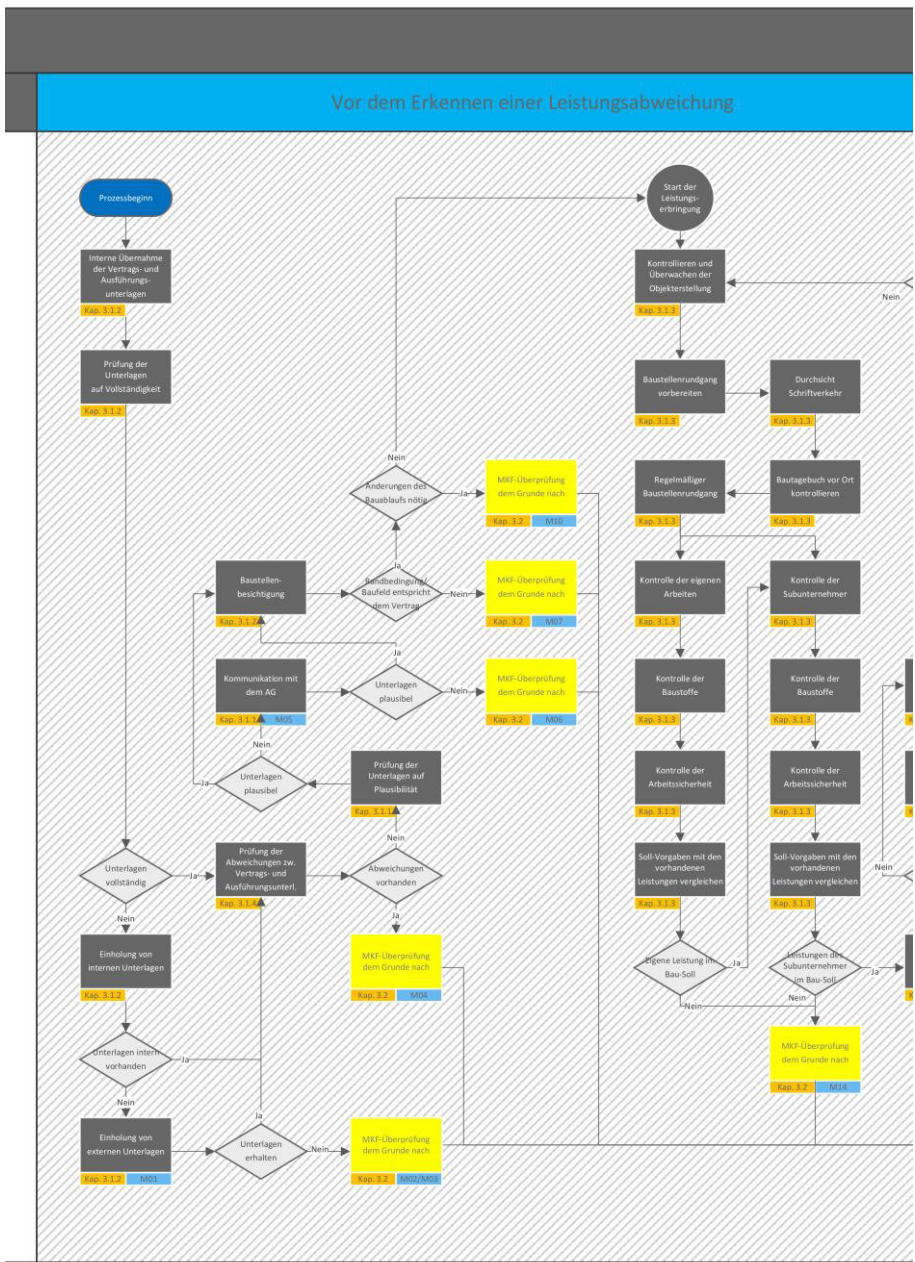 Vor dem Erkennen einer Leistungsabweichung
Prozessbeginn
Interne Übernahme
der Vertrags- und
Ausführungs-
unterlagen
Kap. 3.1.2
Prüfung der
Unterlagen
auf Vollständigkeit
Kap. 3.1.2
Unterlagen
vollständig
Ja
Nein
Einholung von
internen Unterlagen
Kap. 3.1.2
Unterlagen intern
vorhanden
Ja
Nein
Einholung von
externen Unterlagen
Kap. 3.1.2
M01
Unterlagen
erhalten
Ja
Nein
MKF-Überprüfung
dem Grunde nach
Kap. 3.2
M02/M03
Prüfung der
Abweichungen zw.
Vertrags- und
Ausführungsunterl.
Kap. 3.1.4
Abweichungen
vorhanden
Nein
Ja
MKF-Überprüfung
dem Grunde nach
Kap. 3.2
M04
Prüfung der
Unterlagen auf
Plausibilität
Kap. 3.1.1
Unterlagen
plausibel
Ja
Nein
Kommunikation mit
dem AG
Kap. 3.1.1
M05
Unterlagen
plausibel
Ja
Nein
MKF-Überprüfung
dem Grunde nach
Kap. 3.2
M06
Baustellen-
besichtigung
Kap. 3.1.2
Randbedingung/
Baufeld entspricht
dem Vertrag
Ja
Nein
MKF-Überprüfung
dem Grunde nach
Kap. 3.2
M07
Änderungen des
Bauablaufs nötig
Nein
Ja
MKF-Überprüfung
dem Grunde nach
Kap. 3.2
M10
Start der
Leistungs-
erbringung
Kontrollieren und
Überwachen der
Objekterstellung
Kap. 3.1.3
Nein
Baustellenrundgang
vorbereiten
Kap. 3.1.3
Durchsicht
Schriftverkehr
Kap. 3.1.3
Bautagebuch vor Ort
kontrollieren
Kap. 3.1.3
Regelmäßiger
Baustellenrundgang
Kap. 3.1.3
Kontrolle der eigenen
Arbeiten
Kap. 3.1.3
Kontrolle der
Baustoffe
Kap. 3.1.3
Kontrolle der
Arbeitssicherheit
Kap. 3.1.3
Soll-Vorgaben mit den
vorhandenen
Leistungen vergleichen
Kap. 3.1.3
Eigene Leistung im
Bau-Soll
Ja
Nein
Kontrolle der
Subunternehmer
Kap. 3.1.3
Kontrolle der
Baustoffe
Kap. 3.1.3
Kontrolle der
Arbeitssicherheit
Kap. 3.1.3
Soll-Vorgaben mit den
vorhandenen
Leistungen vergleichen
Kap. 3.1.3
Leistungen des
Subunternehmer
im Bau-Soll
Ja
Nein
MKF-Überprüfung
dem Grunde nach
Kap. 3.2
M14
Nein